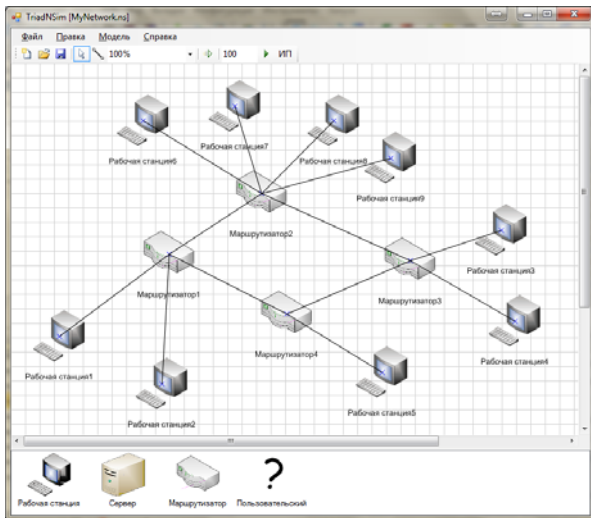 TriadNSim [MyNetwork.ns]
Файл Правка Модель Справка
100% 100 ИП
Рабочая станция6
Рабочая станция7
Рабочая станция8
Рабочая станция9
Маршрутизатор2
Рабочая станция3
Маршрутизатор1
Маршрутизатор3
Маршрутизатор4
Рабочая станция4
Рабочая станция1
Рабочая станция5
Рабочая станция2
?
Рабочая станция Сервер Маршрутизатор Пользовательский